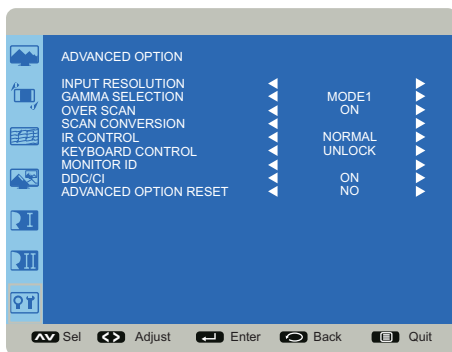 ADVANCED OPTION
INPUT RESOLUTION
GAMMA SELECTION MODE1
OVER SCAN ON
SCAN CONVERSION
IR CONTROL NORMAL
KEYBOARD CONTROL UNLOCK
MONITOR ID
DDC/CI ON
ADVANCED OPTION RESET NO
Sel Adjust Enter Back Quit